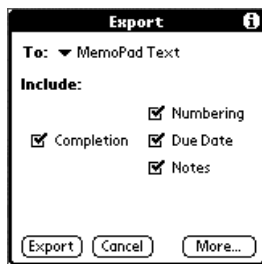 Export
To: MemoPad Text
Include:
Numbering
Completion Due Date
Notes
Export Cancel More...